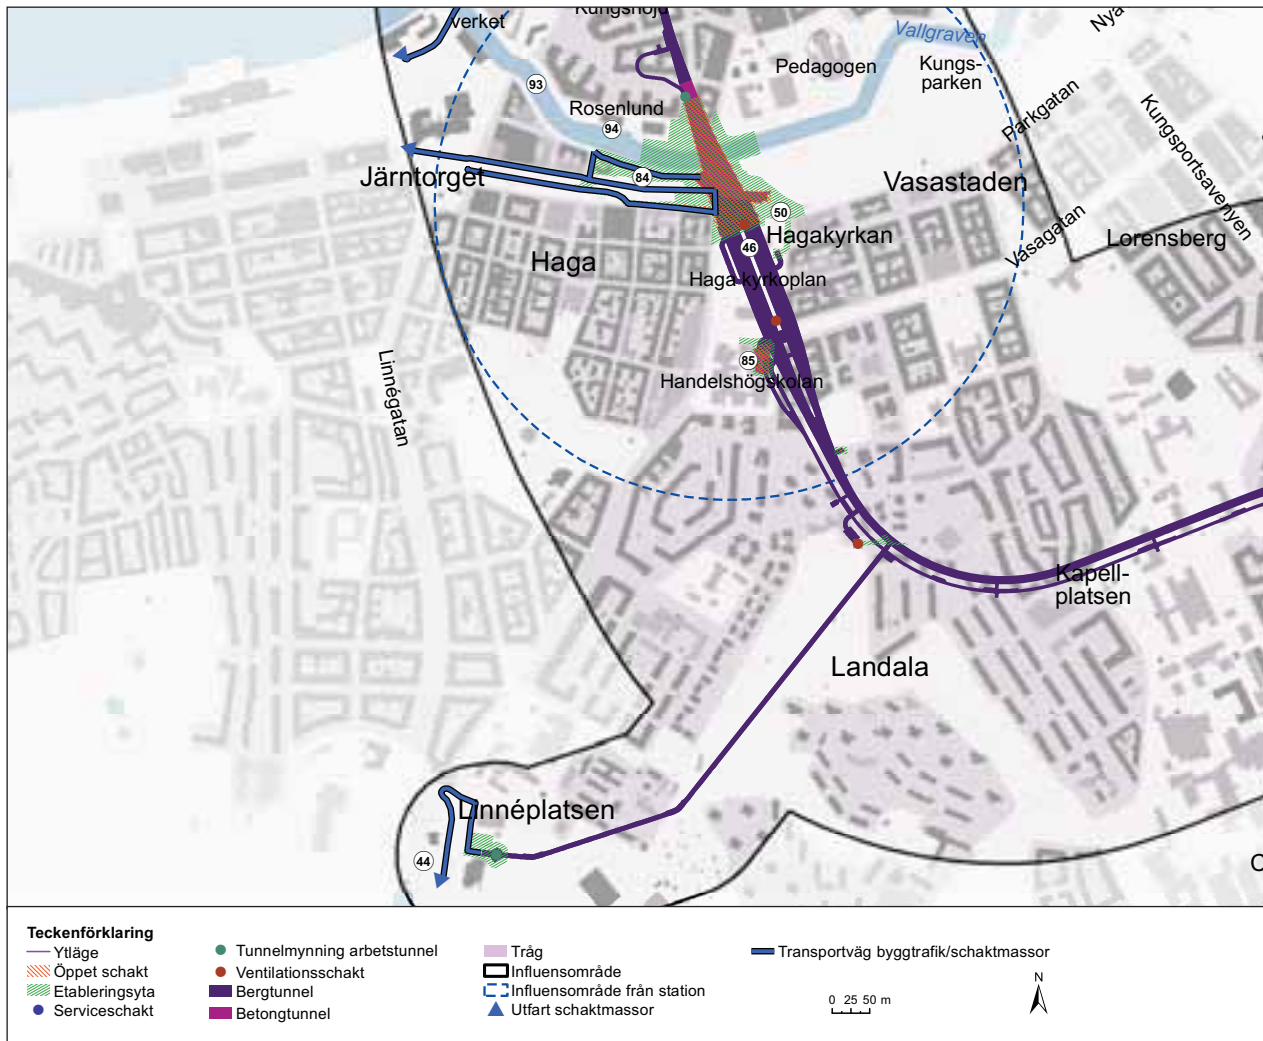 verket
Kungshöjd
Nya
Vallgraven
Pedagogen
Kungs-
parken
93
Rosenlund
94
Parkgatan
Kungsportsavenyen
Järntorget
84
Vasastaden
50
Hagakyrkan
Vasagatan
Lorensberg
Haga
46
Haga kyrkoplan
Linnégatan
85
Handelshögskolan
Kapell-
platsen
Landala
Linnéplatsen
44
Teckenförklaring
Ytläge
Öppet schakt
Etableringsyta
Serviceschakt
Tunnelmynning arbetstunnel
Ventilationsschakt
Bergtunnel
Betongtunnel
Tråg
Influensområde
Influensområde från station
Utfart schaktmassor
Transportväg byggtrafik/schaktmassor
0 25 50 m
N